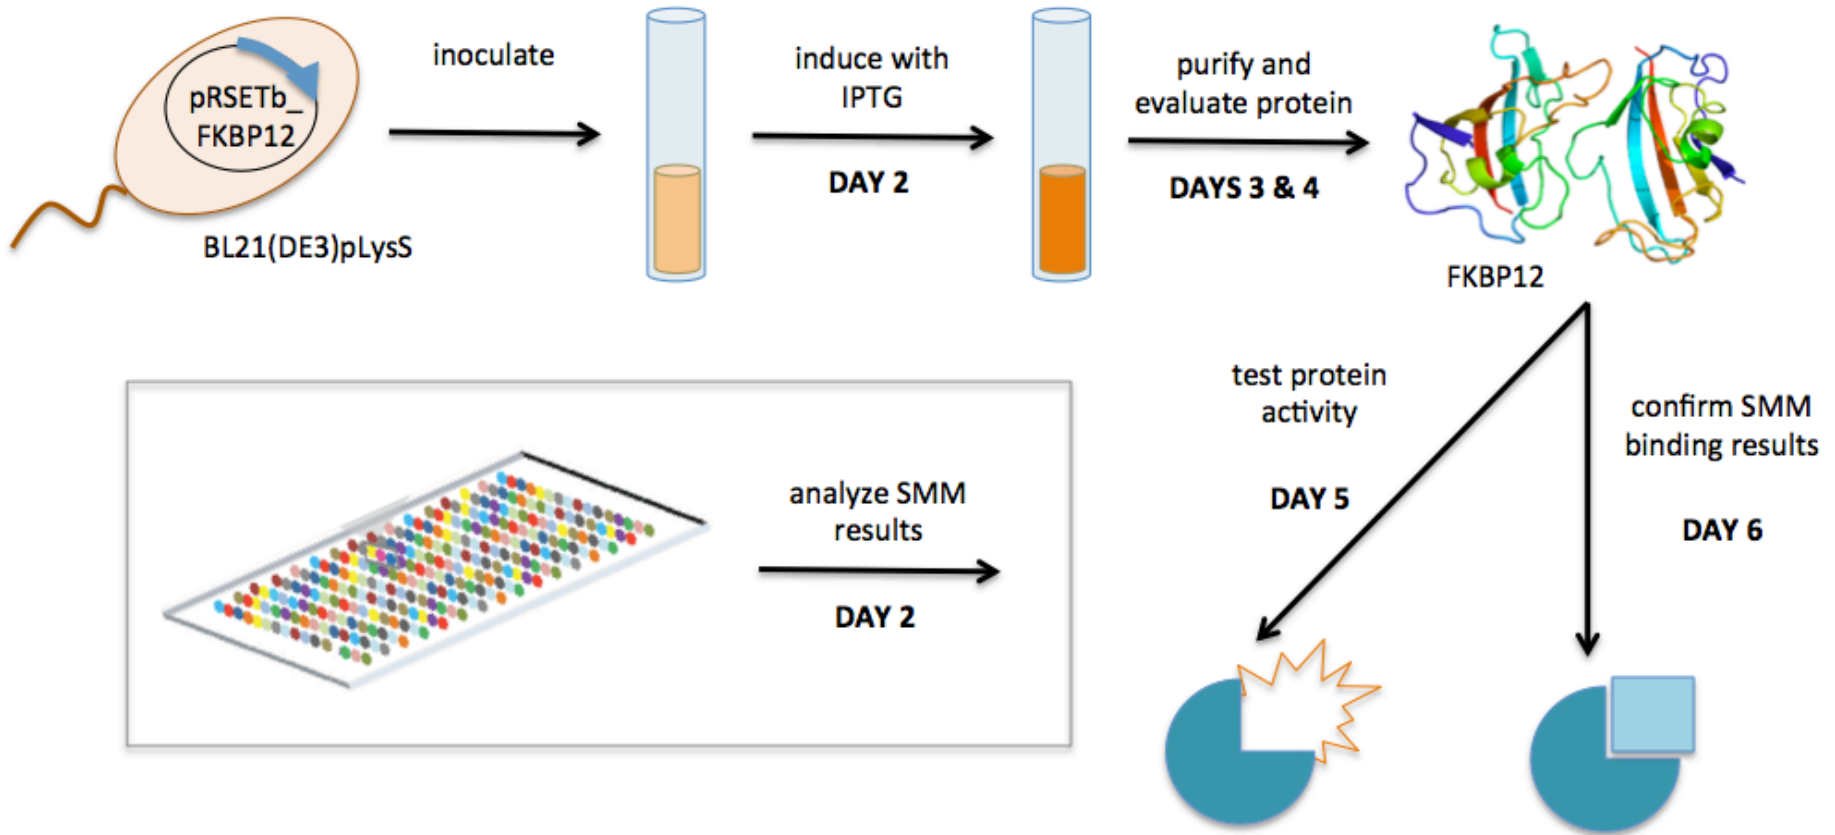 pRSETb_
FKBP12
BL21(DE3)pLysS
inoculate
induce with
IPTG
DAY 2
purify and
evaluate protein
DAYS 3 & 4
FKBP12
test protein
activity
DAY 5
confirm SMM
binding results
DAY 6
analyze SMM
results
DAY 2